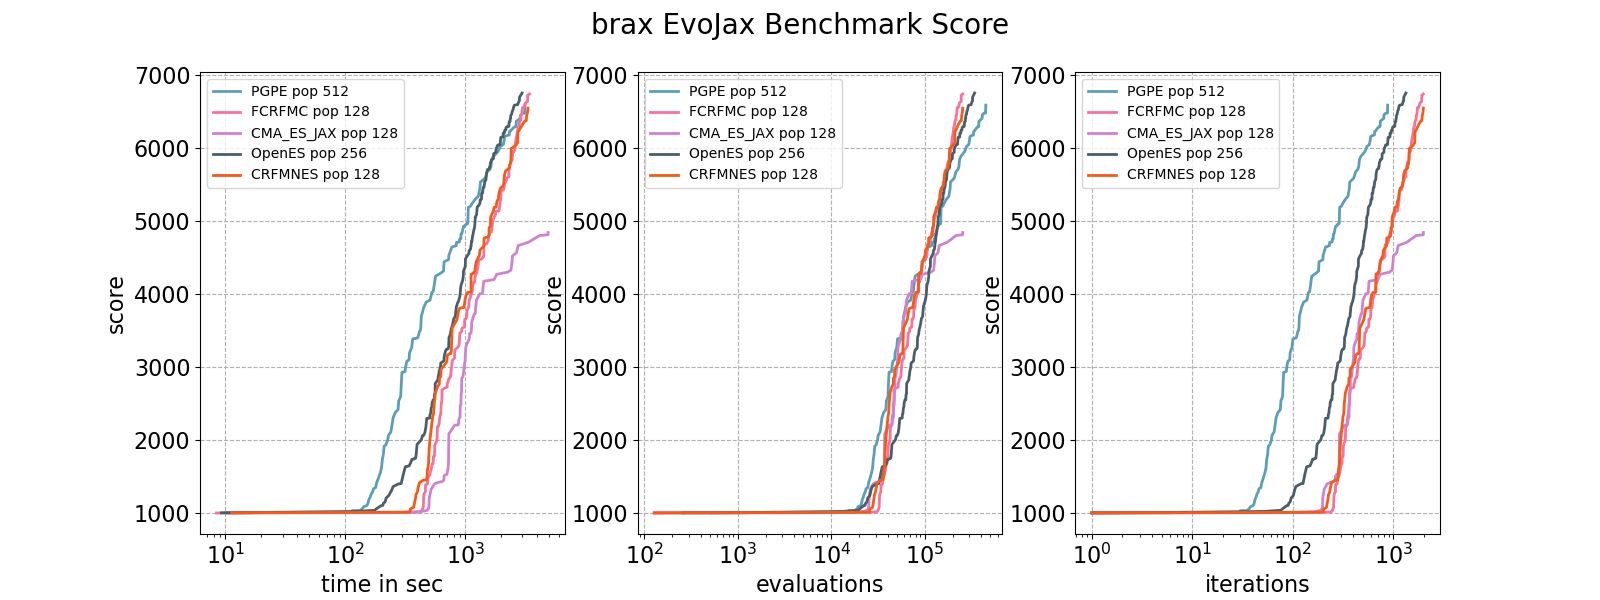 brax EvoJax Benchmark Score
7000
6000
5000
4000
3000
2000
1000
score
10^1
10^2
10^3
time in sec
PGPE pop 512
FCRFMC pop 128
CMA_ES_JAX pop 128
OpenES pop 256
CRFMNES pop 128
7000
6000
5000
4000
3000
2000
1000
score
10^2
10^3
10^4
10^5
evaluations
PGPE pop 512
FCRFMC pop 128
CMA_ES_JAX pop 128
OpenES pop 256
CRFMNES pop 128
7000
6000
5000
4000
3000
2000
1000
score
10^0
10^1
10^2
10^3
iterations
PGPE pop 512
FCRFMC pop 128
CMA_ES_JAX pop 128
OpenES pop 256
CRFMNES pop 128